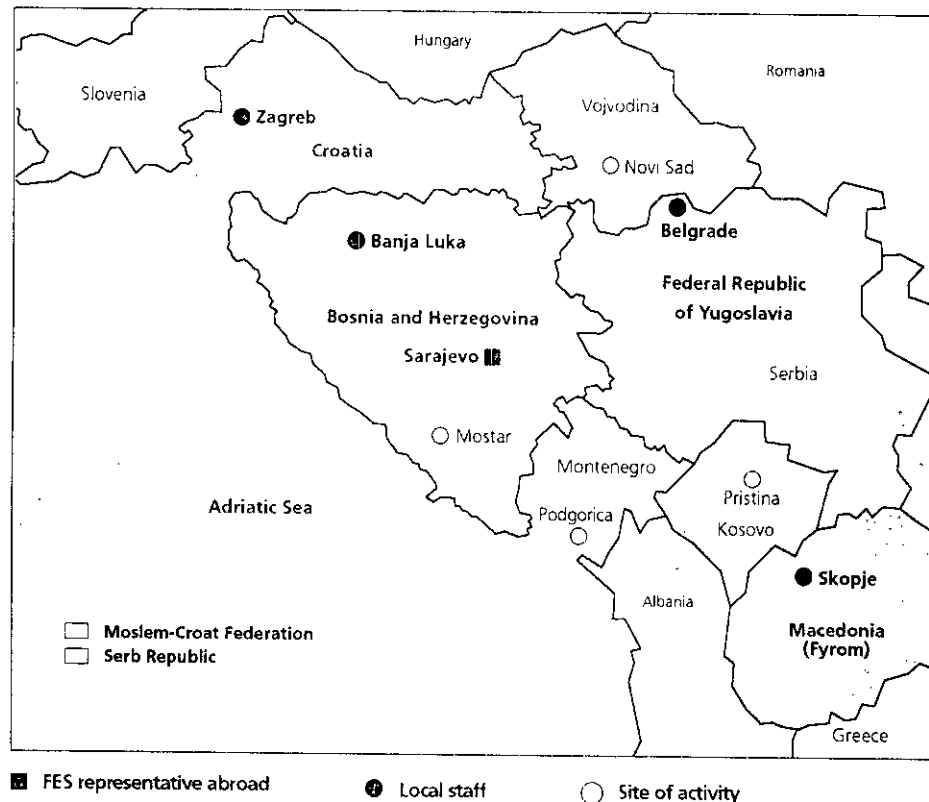 Hungary
Romania
Slovenia
Vojvodina
Zagreb
Croatia
Novi Sad
Belgrade
Banja Luka
Federal Republic
of Yugoslavia
Bosnia and Herzegovina
Sarajevo
Serbia
Mostar
Montenegro
Pristina
Adriatic Sea
Podgorica
Kosovo
Skopje
Albania
Moslem-Croat Federation
Serb Republic
Macedonia
(Fyrom)
Greece
FES representative abroad
Local staff
Site of activity